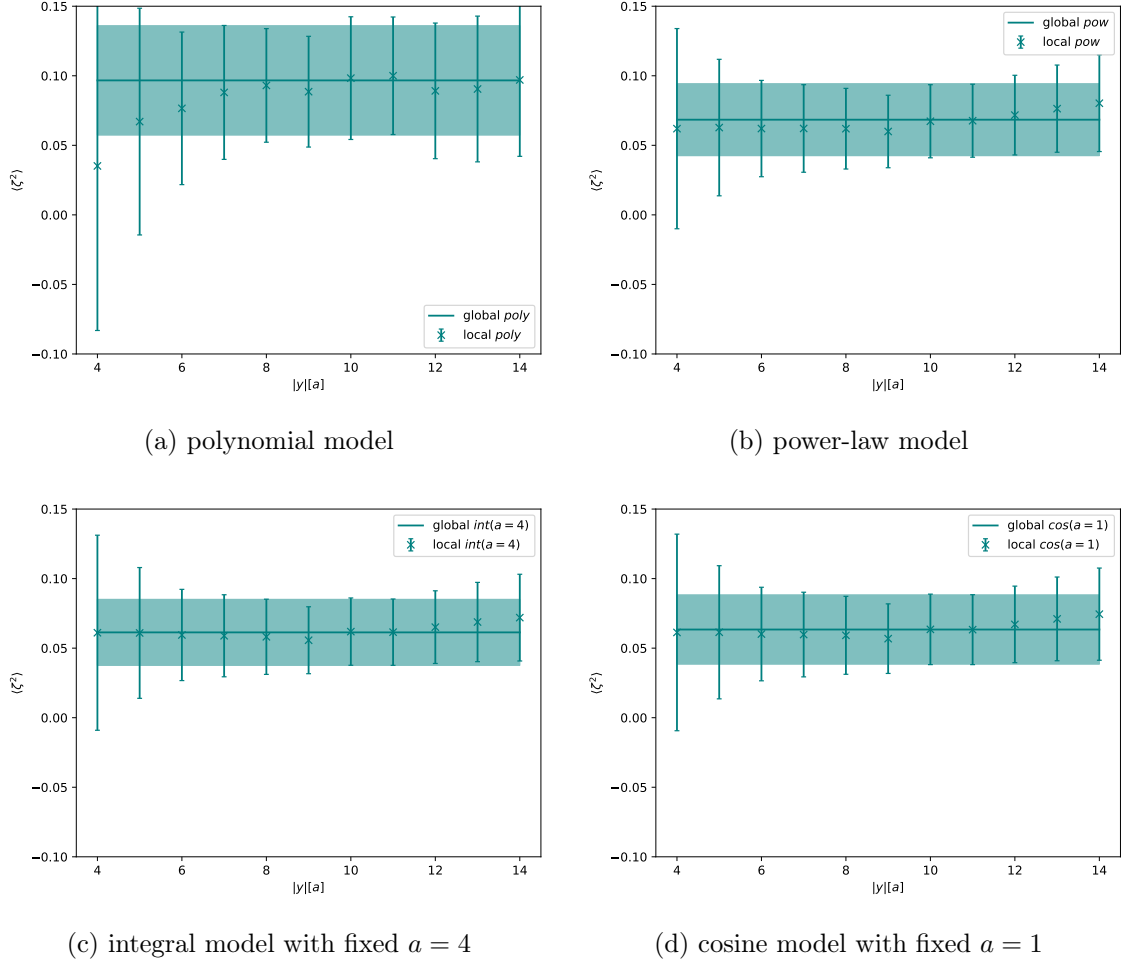 0.15
0.10
0.05
0.00
−0.05
−0.10
⟨ζ²⟩
global poly
local poly
4 6 8 10 12 14
|y|[a]
(a) polynomial model
0.15
0.10
0.05
0.00
−0.05
−0.10
⟨ζ²⟩
global pow
local pow
4 6 8 10 12 14
|y|[a]
(b) power-law model
0.15
0.10
0.05
0.00
−0.05
−0.10
⟨ζ²⟩
global int(a = 4)
local int(a = 4)
4 6 8 10 12 14
|y|[a]
(c) integral model with fixed a = 4
0.15
0.10
0.05
0.00
−0.05
−0.10
⟨ζ²⟩
global cos(a = 1)
local cos(a = 1)
4 6 8 10 12 14
|y|[a]
(d) cosine model with fixed a = 1